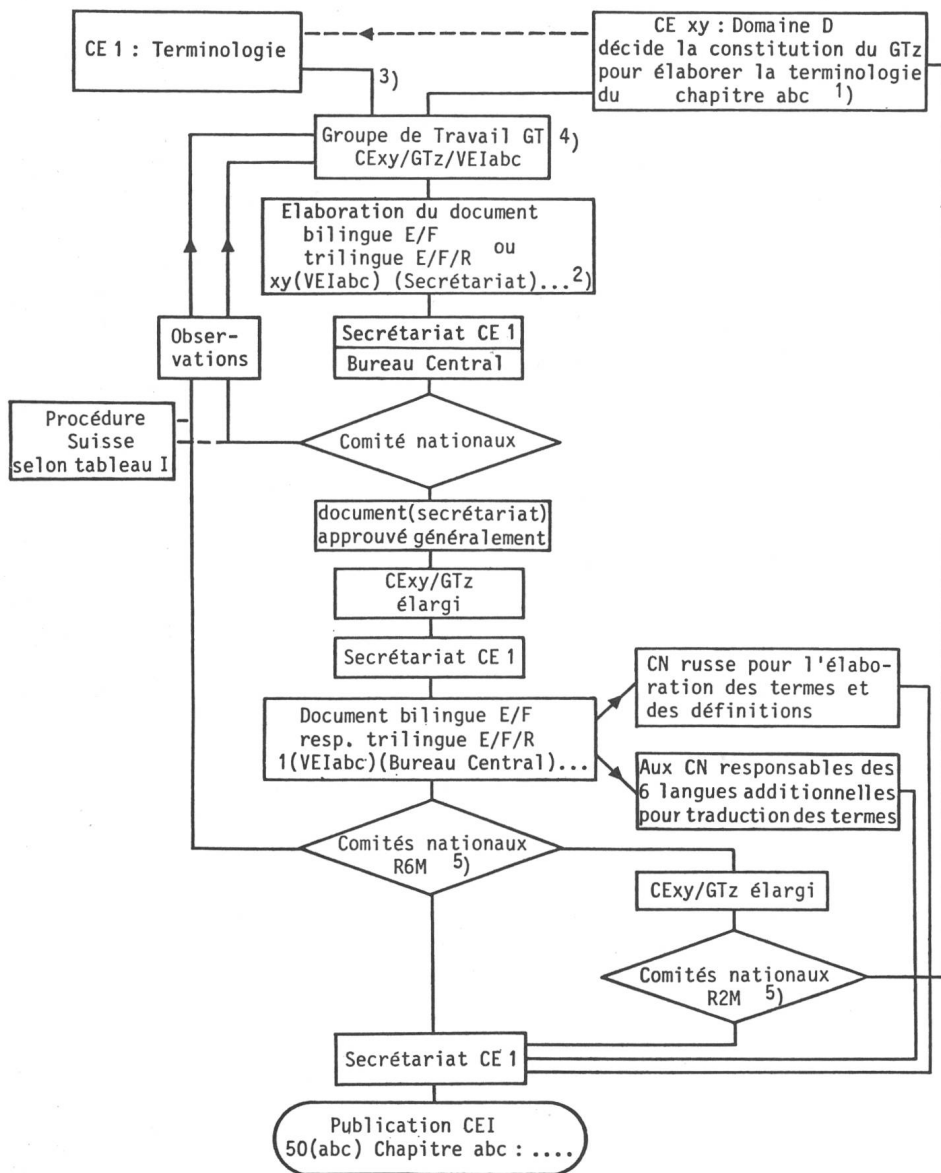 CE 1 : Terminologie
CE xy : Domaine D
décide la constitution du GTz
pour élaborer la terminologie
du chapitre abc 1)
3)
Groupe de Travail GT 4)
CExy/GTz/VEIabc
Elaboration du document
bilingue E/F
ou
trilingue E/F/R
xy(VEIabc) (Secrétariat)...2)
Obser-
vations
Secrétariat CE 1
Bureau Central
Procédure
Suisse
selon tableau I
Comité nationaux
document(secrétariat)
approuvé généralement
CExy/GTz
élargi
Secrétariat CE 1
CN russe pour l'élabo-
ration des termes et
des définitions
Document bilingue E/F
resp. trilingue E/F/R
1(VEIabc)(Bureau Central)...
Aux CN responsables des
6 langues additionnelles
pour traduction des termes
Comités nationaux
R6M 5)
CExy/GTz élargi
Comités nationaux
R2M 5)
Secrétariat CE 1
Publication CEI
50(abc) Chapitre abc : ....